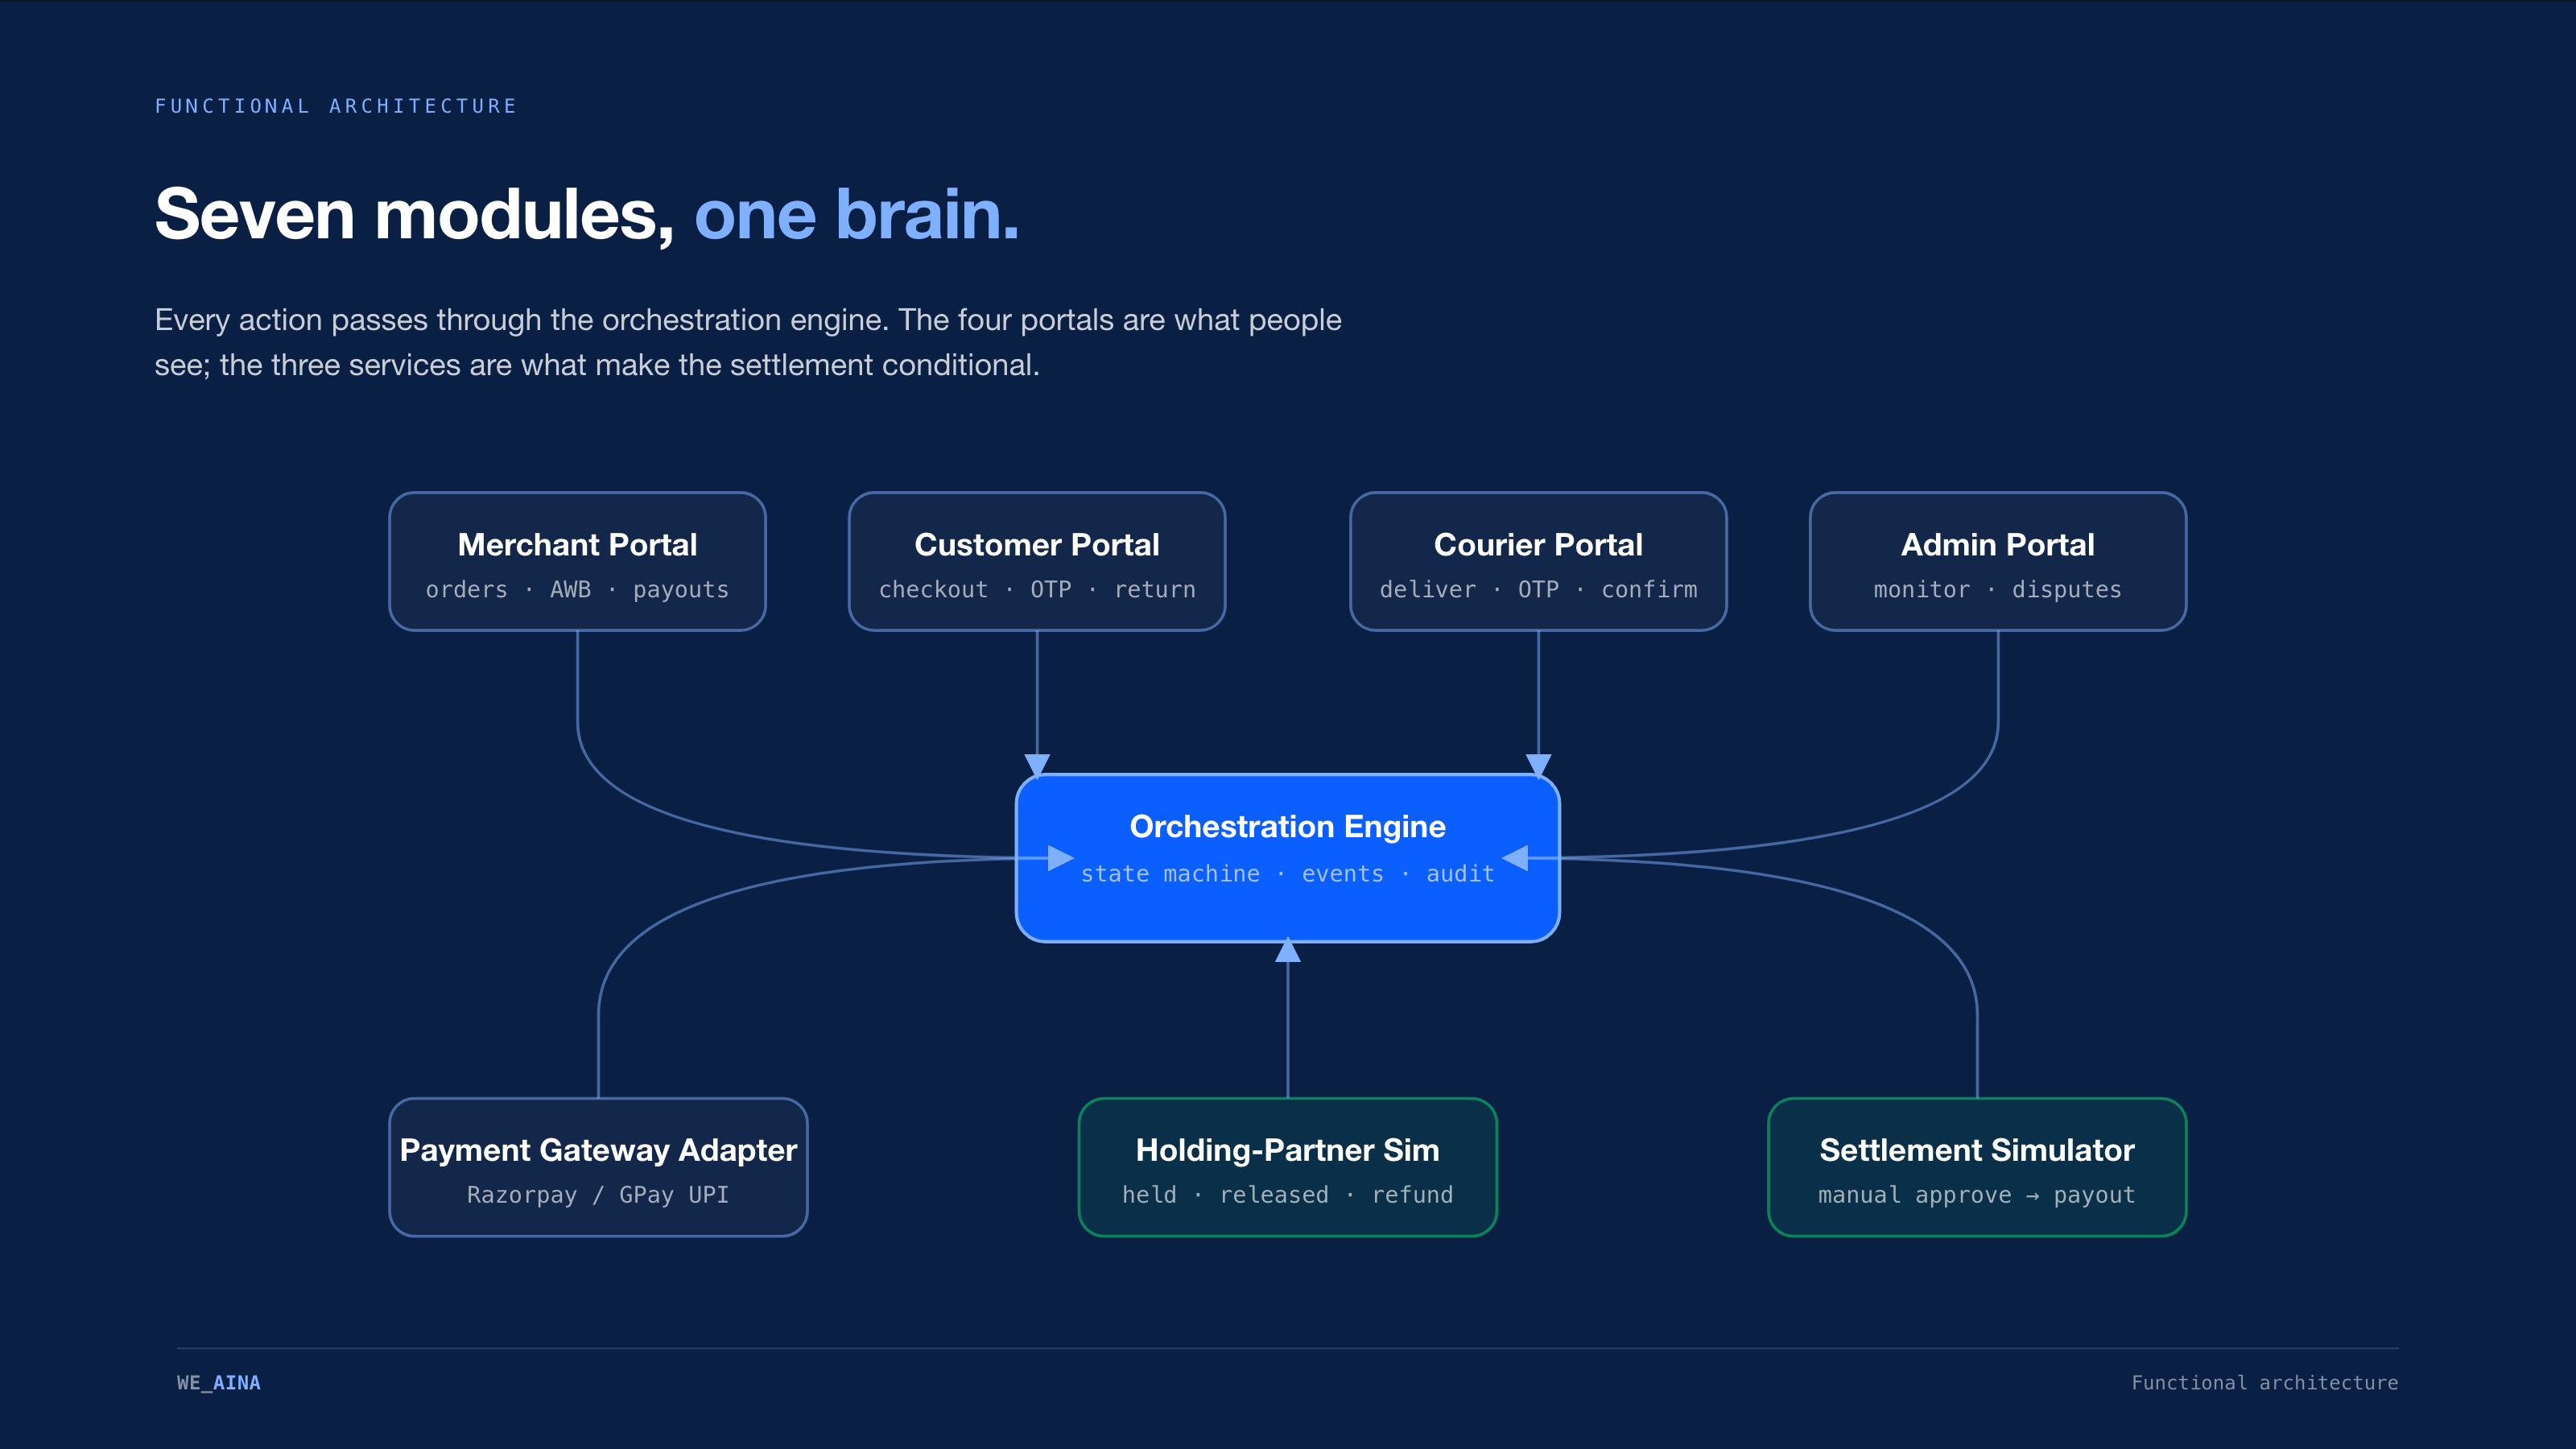 FUNCTIONAL ARCHITECTURE
Seven modules, one brain.
Every action passes through the orchestration engine. The four portals are what people
see; the three services are what make the settlement conditional.
Merchant Portal
orders · AWB · payouts
Customer Portal
checkout · OTP · return
Courier Portal
deliver · OTP · confirm
Admin Portal
monitor · disputes
Orchestration Engine
state machine · events · audit
Payment Gateway Adapter
Razorpay / GPay UPI
Holding-Partner Sim
held · released · refund
Settlement Simulator
manual approve → payout
WE_AINA
Functional architecture